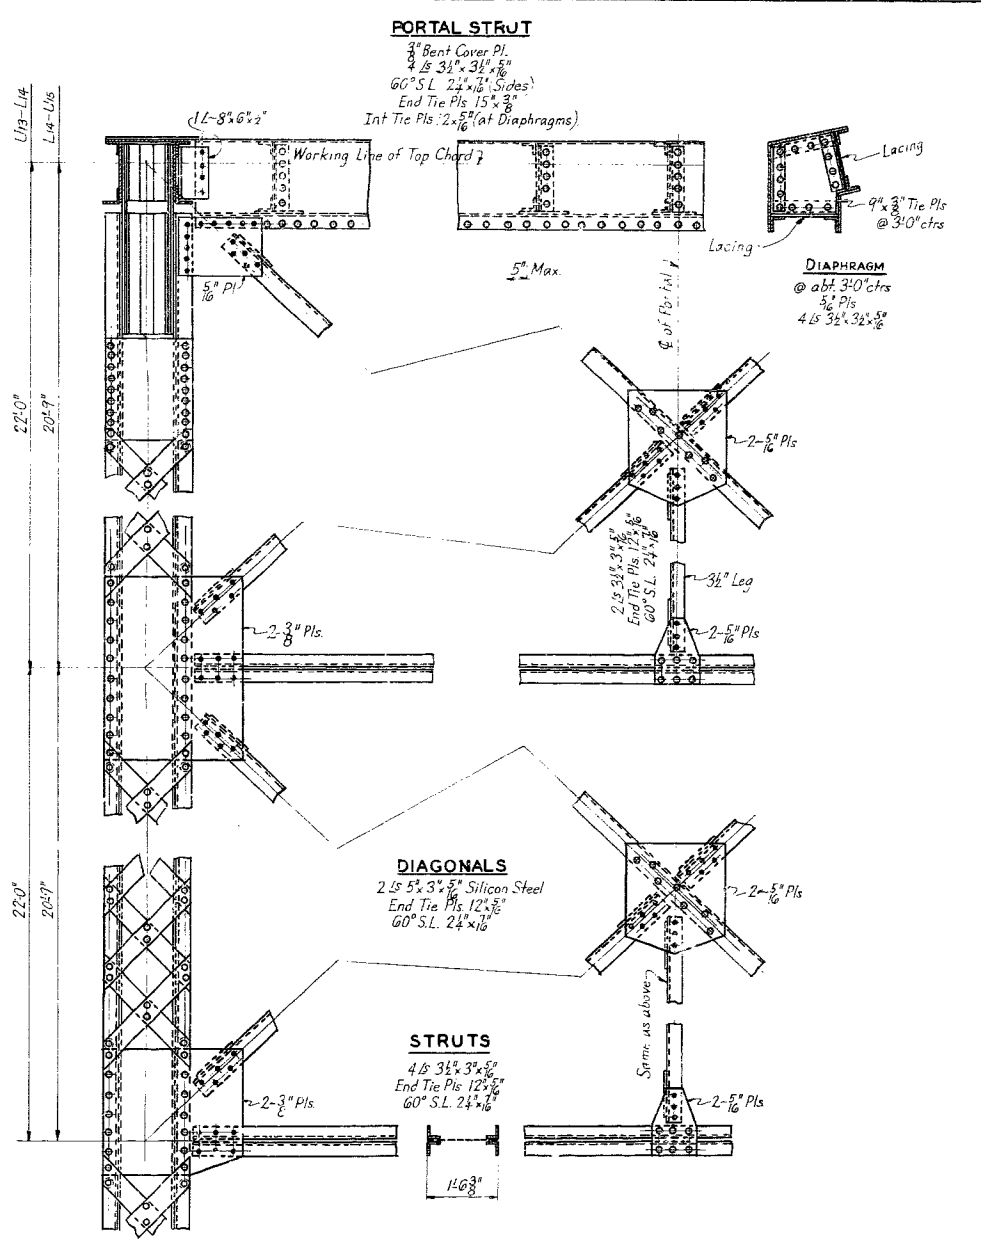 PORTAL STRUT
3/8" Bent Cover Pl.
4 Ls 3½" x 3½" x 5/16"
60° S.L. 2¼" x 7/16" (Sides)
End Tie Pls 15" x 3/8"
Int Tie Pls. 2 x 5/16" (at Diaphragms)
U13-L14
L14-U15
1 L-8" x 6" x ½"
Working Line of Top Chord
Lacing
9" x 3/8" Tie Pls
@ 3'-0" ctrs
Lacing
5/16" Pl
5" Max.
℄ of Portal
DIAPHRAGM
@ abt. 3'-0" ctrs
5/16" Pls
4 Ls 3½" x 3½" x 5/16"
22'-0"
20'-9"
2-5/16" Pls
2 Ls 3½" x 3" x 5/16"
End Tie Pls. 12" x 5/16"
60° S.L. 2¼" x 7/16"
3½" Leg
2-3/8" Pls.
2-5/16" Pls
DIAGONALS
2 Ls 5" x 3" x 5/16" Silicon Steel
End Tie Pls. 12" x 5/16"
60° S.L. 2¼" x 7/16"
22'-0"
20'-9"
2-5/16" Pls
Same as above
STRUTS
4 Ls 3½" x 3" x 5/16"
End Tie Pls 12" x 5/16"
60° S.L. 2¼" x 7/16"
2-3/8" Pls.
2-5/16" Pls
1'-6 3/8"